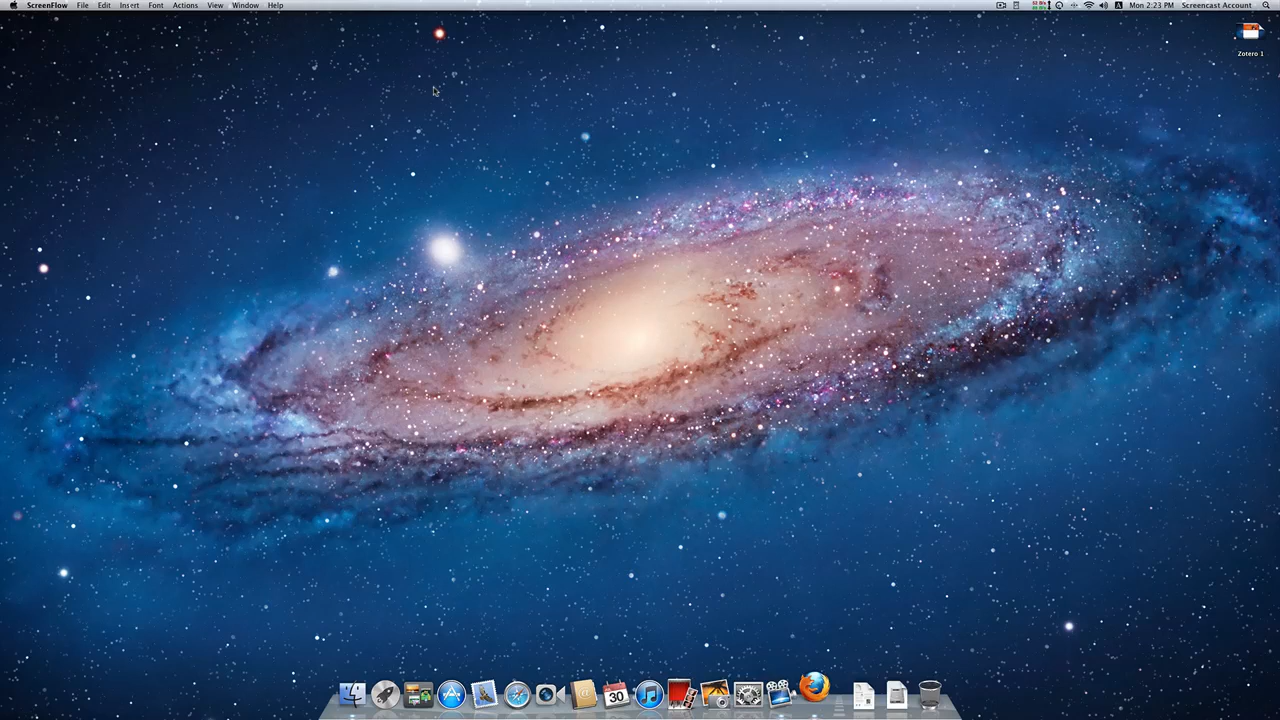 ScreenFlow File Edit Insert Font Actions View Window Help
Mon 2:23 PM Screencast Account
Zotero 1
30